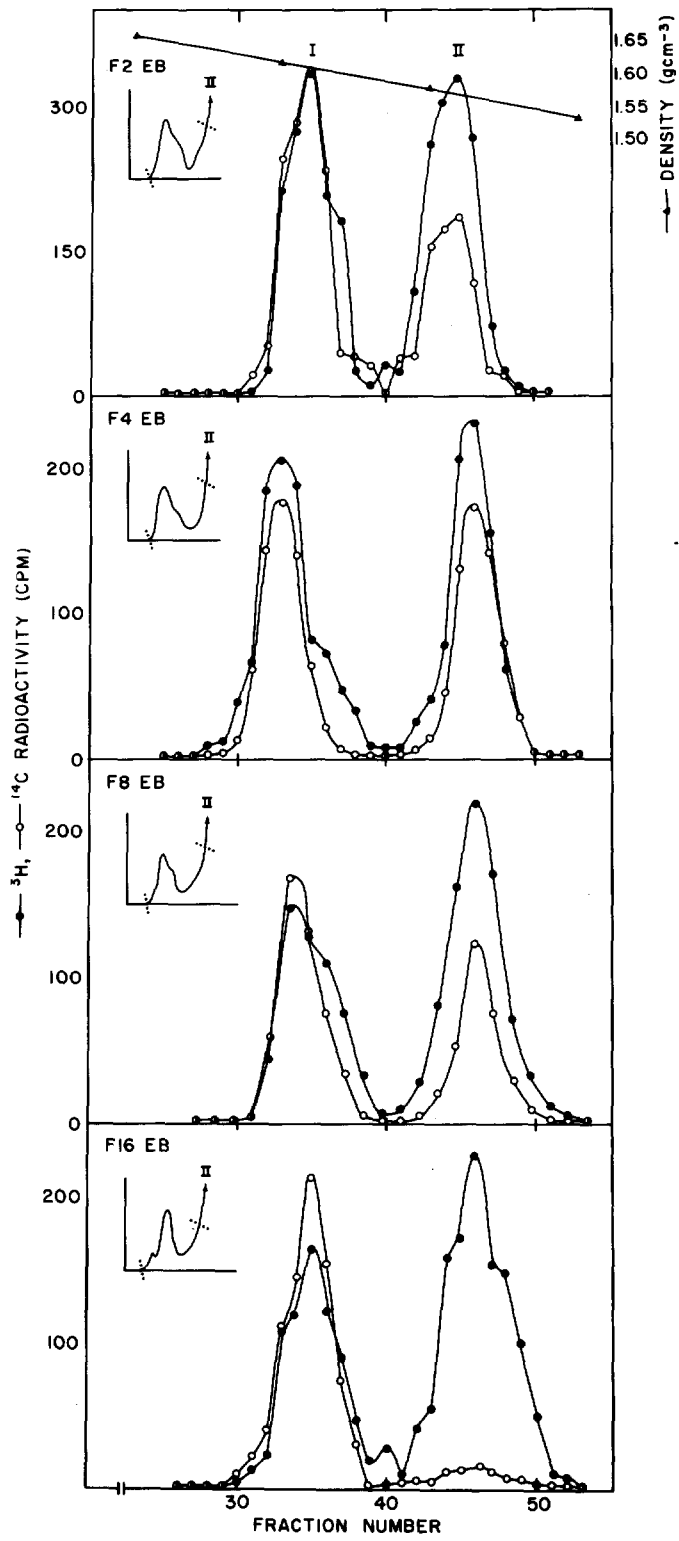 I
II
1.65
1.60
1.55
1.50
DENSITY (gcm⁻³)
F2 EB
II
300
150
0
F4 EB
II
200
100
0
F8 EB
II
200
100
0
F16 EB
II
200
100
³H, ¹⁴C RADIOACTIVITY (CPM)
30
40
50
FRACTION NUMBER